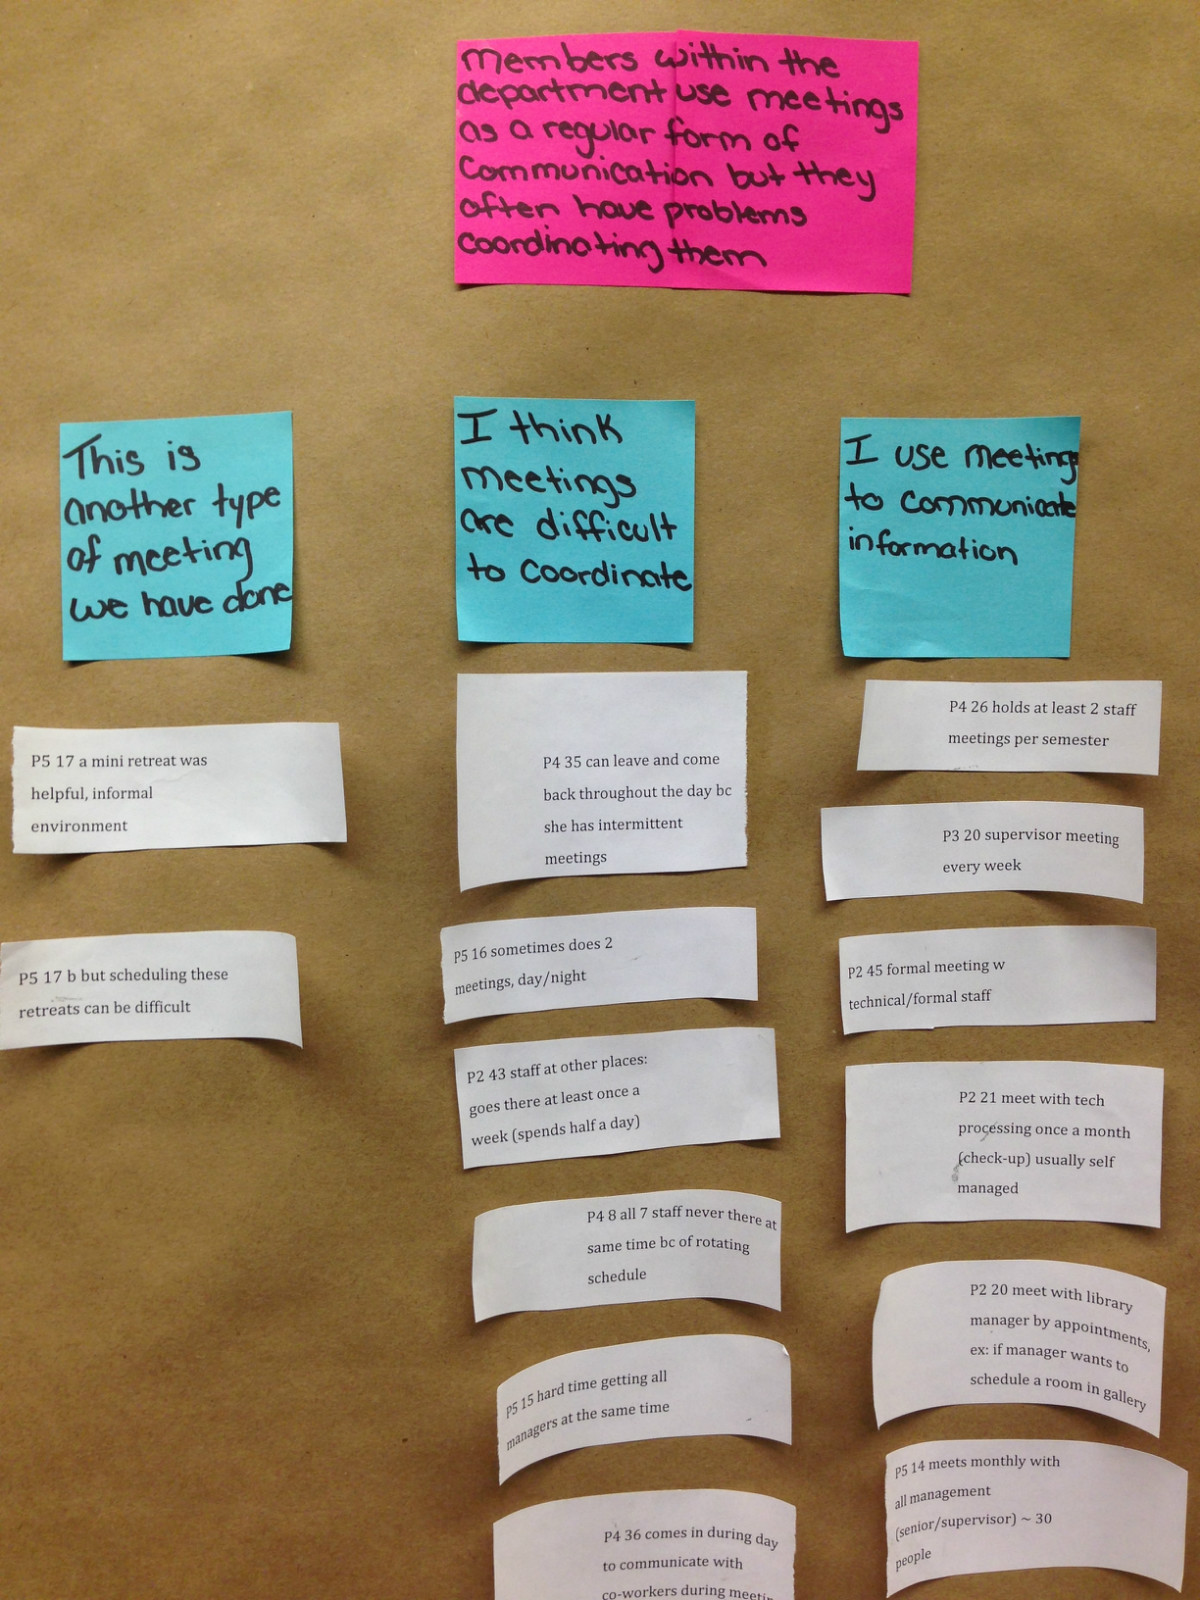 members within the
department use meetings
as a regular form of
communication but they
often have problems
coordinating them
This is
another type
of meeting
we have done
I think
meetings
are difficult
to coordinate
I use meeting
to communicate
information
P5 17 a mini retreat was
helpful, informal
environment
P5 17 b but scheduling these
retreats can be difficult
P4 35 can leave and come
back throughout the day bc
she has intermittent
meetings
P5 16 sometimes does 2
meetings, day/night
P2 43 staff at other places:
goes there at least once a
week (spends half a day)
P4 8 all 7 staff never there at
same time bc of rotating
schedule
P5 15 hard time getting all
managers at the same time
P4 36 comes in during day
to communicate with
co-workers during
P4 26 holds at least 2 staff
meetings per semester
P3 20 supervisor meeting
every week
P2 45 formal meeting w
technical/formal staff
P2 21 meet with tech
processing once a month
(check-up) usually self
managed
P2 20 meet with library
manager by appointments,
ex: if manager wants to
schedule a room in gallery
P5 14 meets monthly with
all management
(senior/supervisor) ~ 30
people